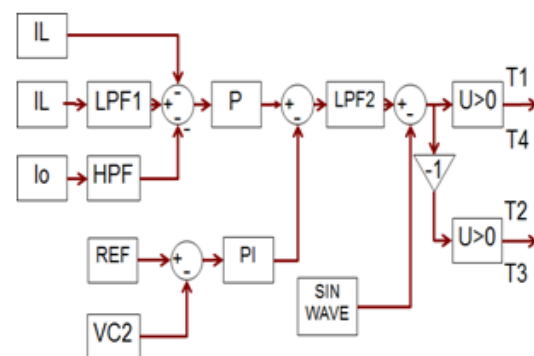 IL
IL
LPF1
P
LPF2
U>0
T1
T4
Io
HPF
-1
REF
PI
U>0
T2
T3
VC2
SIN
WAVE
+
-
-
-
+
-
+
-
+
-